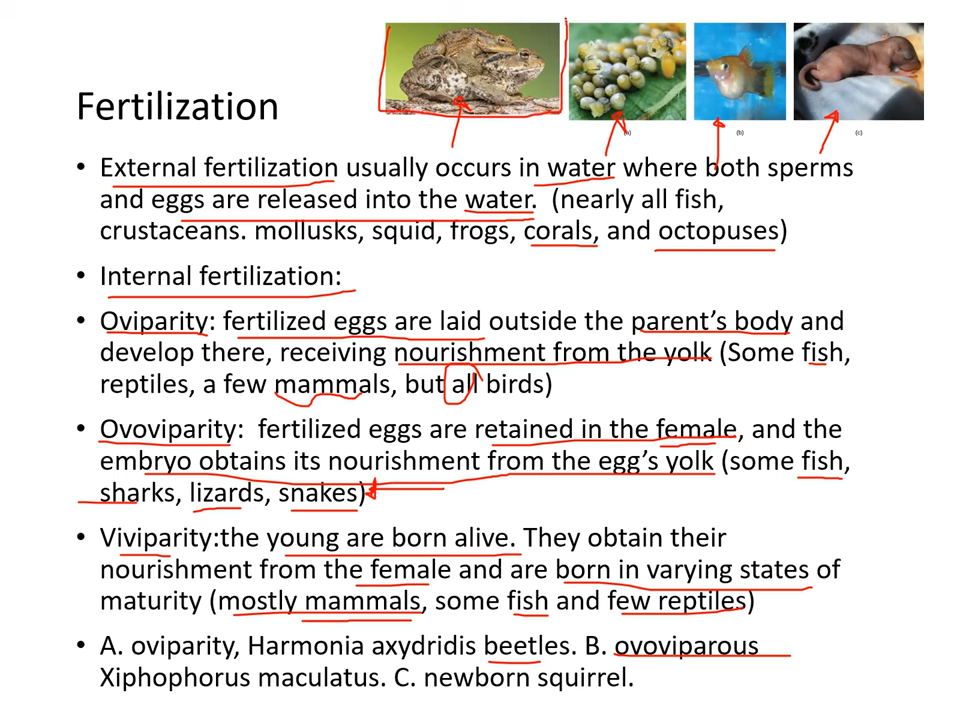 (a)
(b)
(c)
Fertilization
• External fertilization usually occurs in water where both sperms
and eggs are released into the water. (nearly all fish,
crustaceans. mollusks, squid, frogs, corals, and octopuses)
• Internal fertilization:
• Oviparity: fertilized eggs are laid outside the parent's body and
develop there, receiving nourishment from the yolk (Some fish,
reptiles, a few mammals, but all birds)
• Ovoviparity: fertilized eggs are retained in the female, and the
embryo obtains its nourishment from the egg's yolk (some fish,
sharks, lizards, snakes)
• Viviparity:the young are born alive. They obtain their
nourishment from the female and are born in varying states of
maturity (mostly mammals, some fish and few reptiles)
• A. oviparity, Harmonia axydridis beetles. B. ovoviparous
Xiphophorus maculatus. C. newborn squirrel.